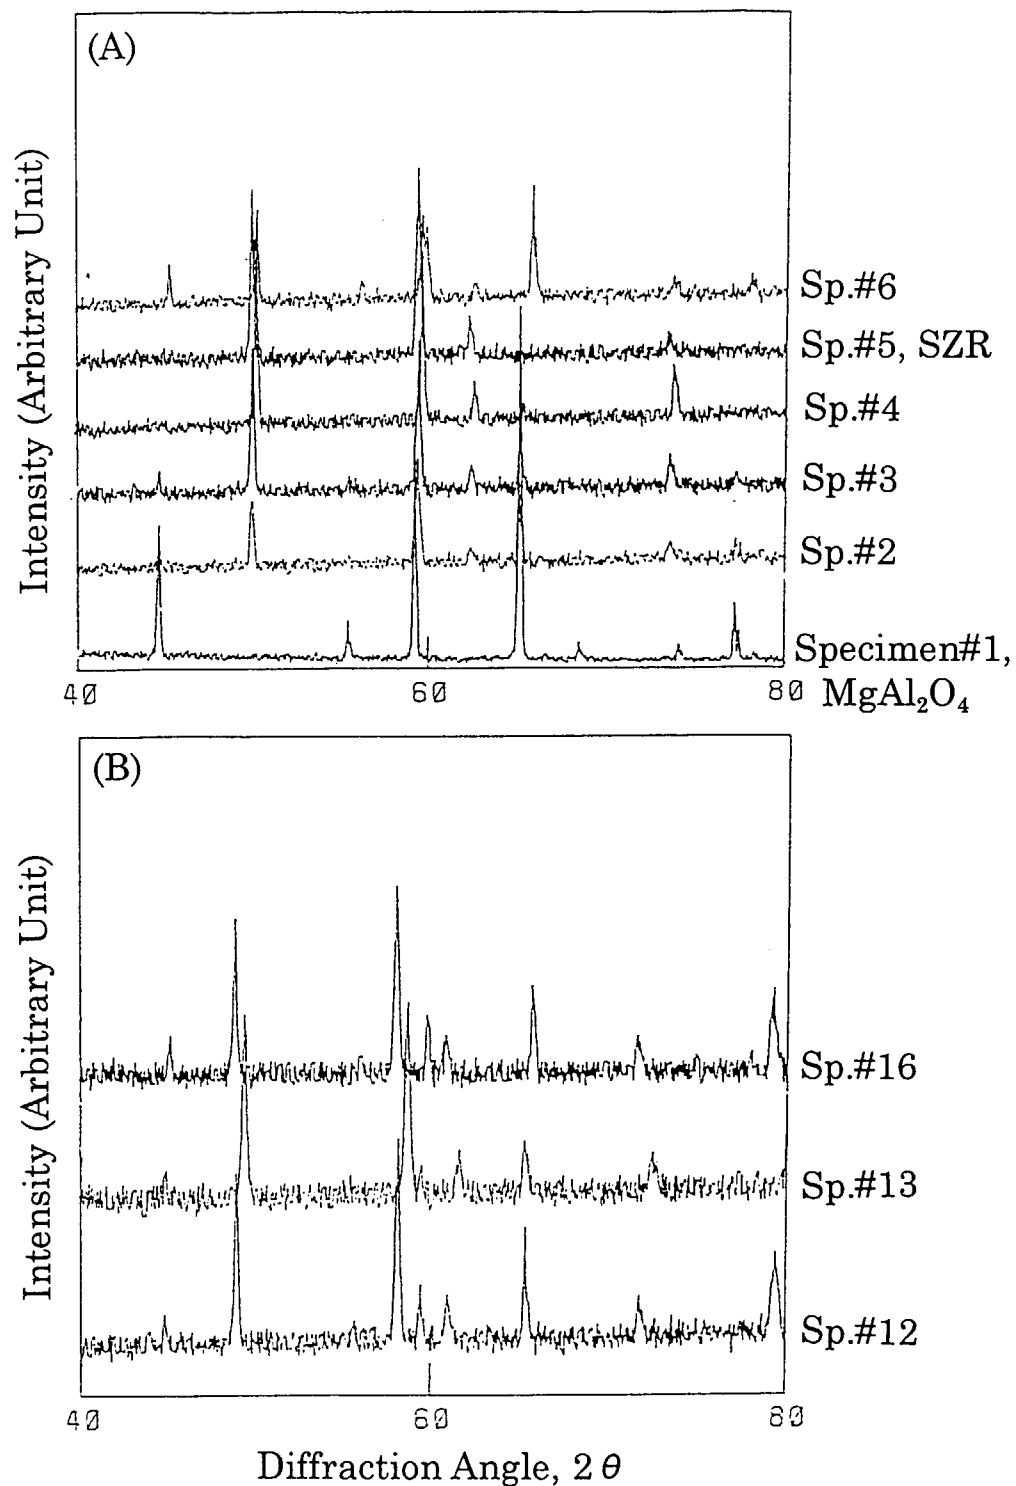 (A)
Intensity (Arbitrary Unit)
Sp.#6
Sp.#5, SZR
Sp.#4
Sp.#3
Sp.#2
Specimen#1,
MgAl₂O₄
40 60 80
(B)
Intensity (Arbitrary Unit)
Sp.#16
Sp.#13
Sp.#12
40 60 80
Diffraction Angle, 2 θ